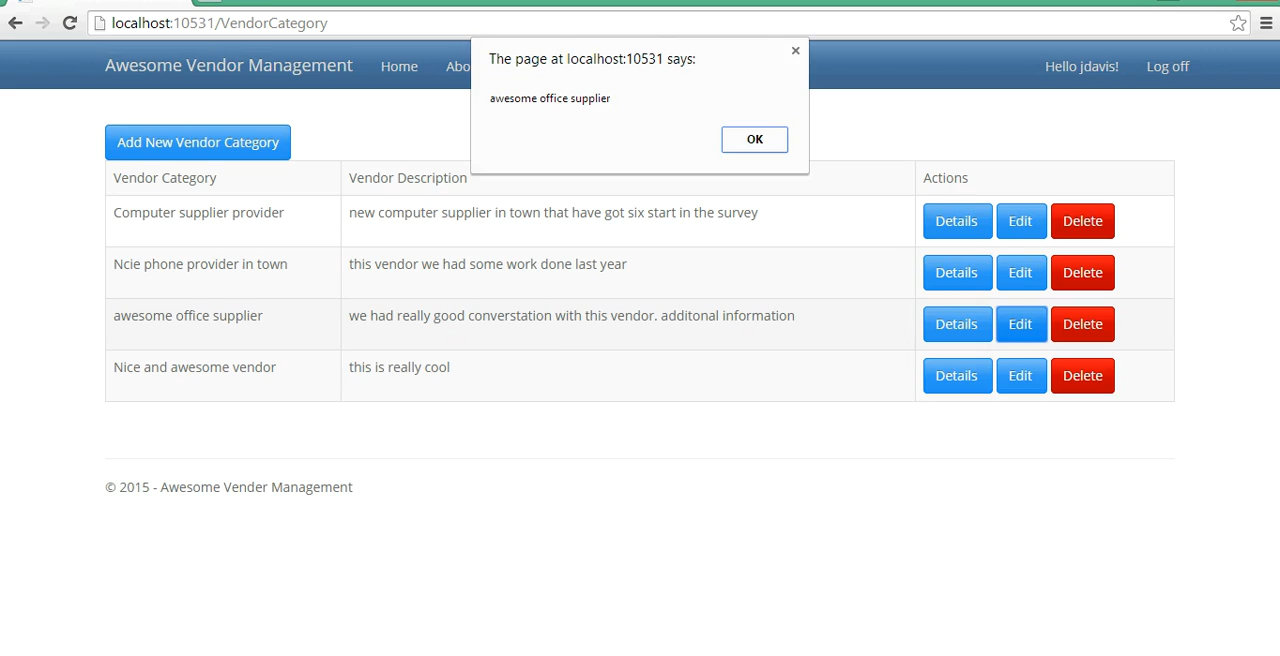 localhost:10531/VendorCategory
Awesome Vendor Management Home Abo Hello jdavis! Log off
The page at localhost:10531 says:
awesome office supplier
OK
Add New Vendor Category
Vendor Category Vendor Description Actions
Computer supplier provider new computer supplier in town that have got six start in the survey Details Edit Delete
Ncie phone provider in town this vendor we had some work done last year Details Edit Delete
awesome office supplier we had really good converstation with this vendor. additonal information Details Edit Delete
Nice and awesome vendor this is really cool Details Edit Delete
© 2015 - Awesome Vender Management